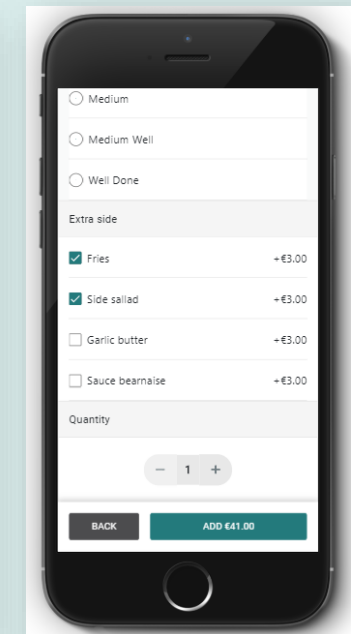 Medium
Medium Well
Well Done
Extra side
Fries +€3.00
Side sallad +€3.00
Garlic butter +€3.00
Sauce bearnaise +€3.00
Quantity
− 1 +
BACK ADD €41.00